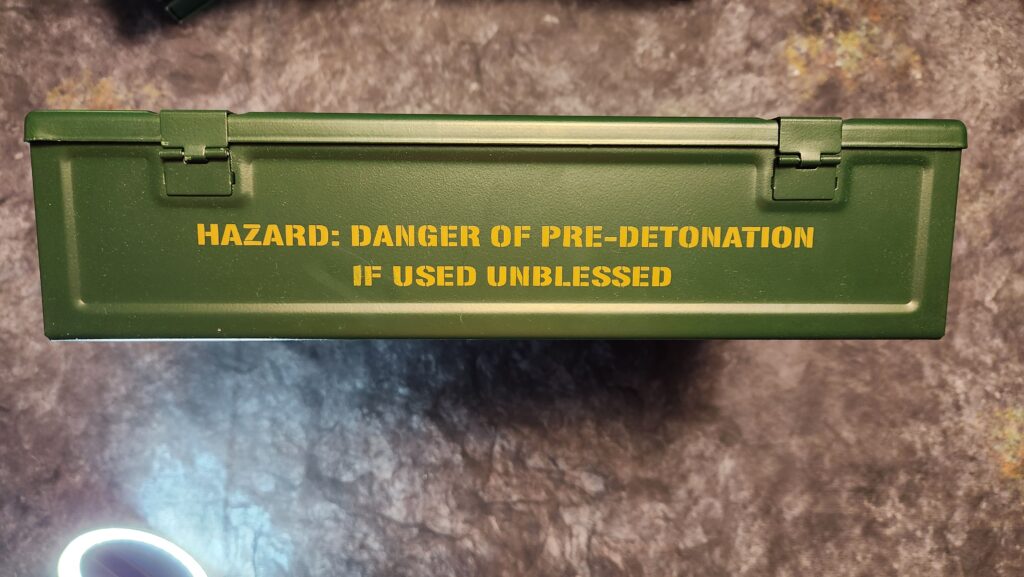 HAZARD: DANGER OF PRE-DETONATION
IF USED UNBLESSED